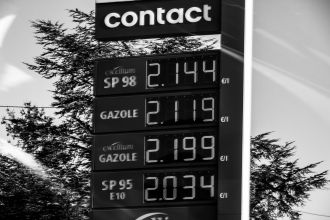 contact
excellium
SP 98
2.144
€/l
GAZOLE
2.119
€/l
excellium
GAZOLE
2.199
€/l
SP 95
E10
2.034
€/l